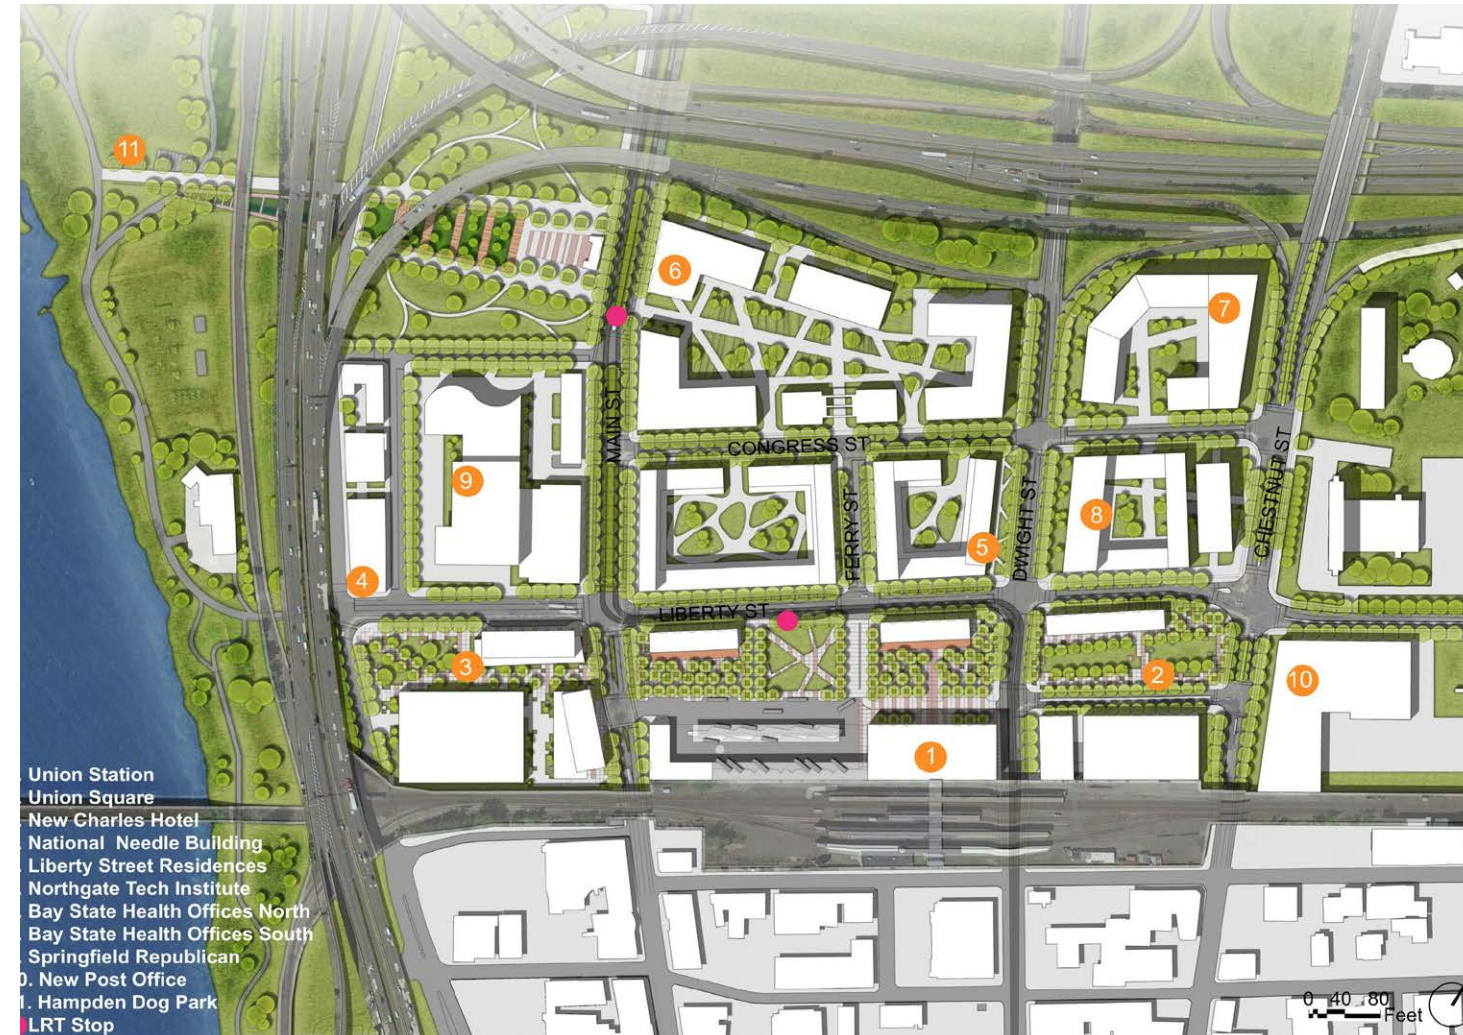 11
6
7
MAIN ST
CONGRESS ST
CHESTNUT ST
9
FERRY ST
DWIGHT ST
8
5
4
LIBERTY ST
3
2
10
1
. Union Station
. Union Square
. New Charles Hotel
. National Needle Building
. Liberty Street Residences
. Northgate Tech Institute
. Bay State Health Offices North
. Bay State Health Offices South
. Springfield Republican
0. New Post Office
1. Hampden Dog Park
LRT Stop
0 40 80
Feet